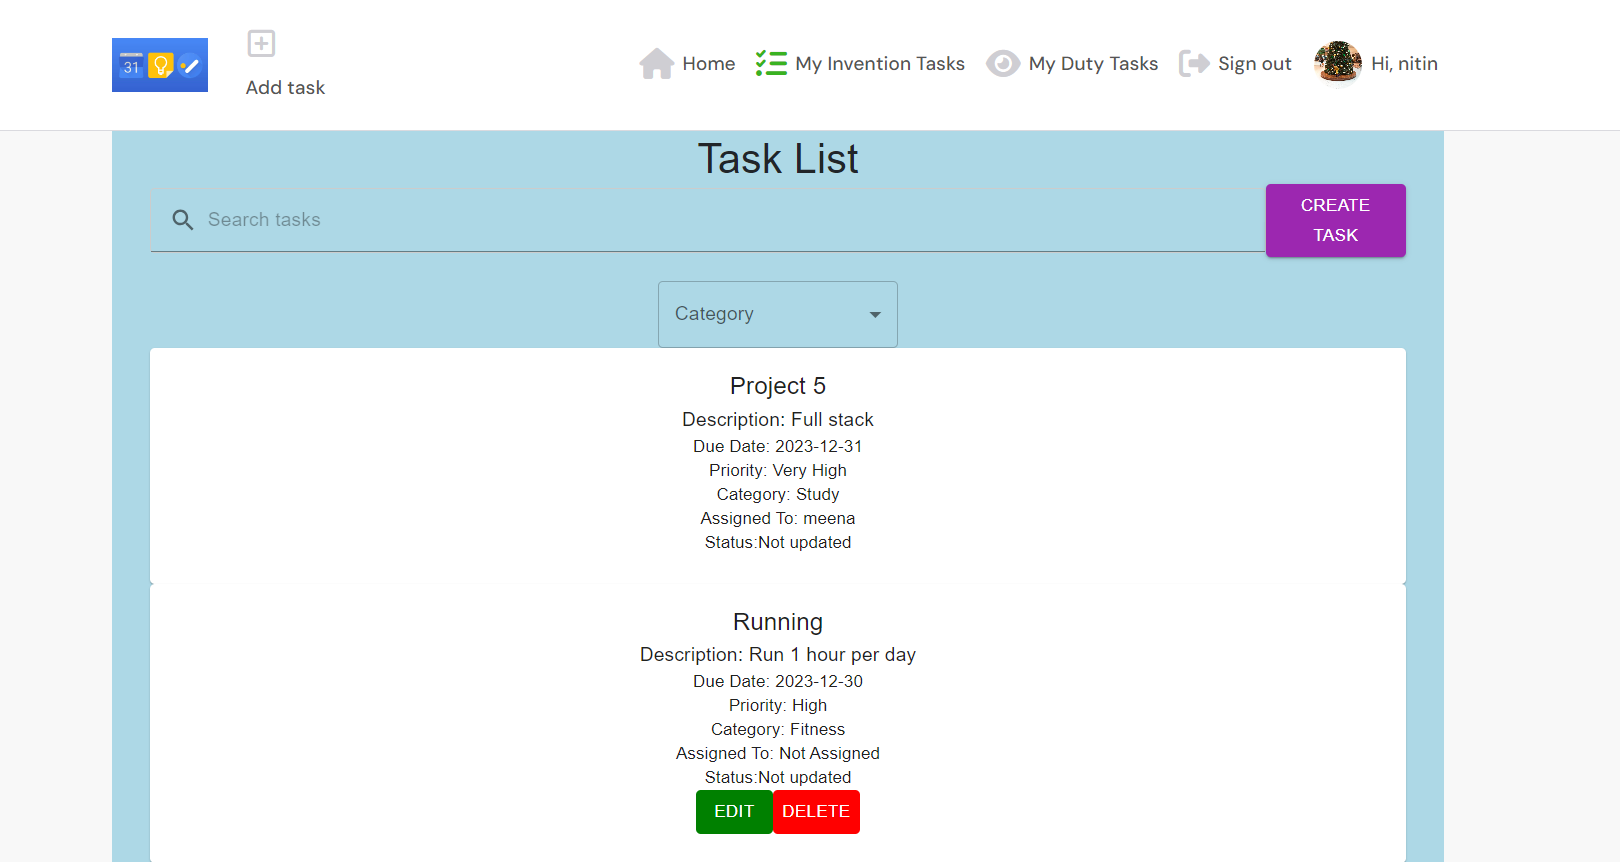 31
Add task
Home
My Invention Tasks
My Duty Tasks
Sign out
Hi, nitin
Task List
Search tasks
CREATE
TASK
Category
Project 5
Description: Full stack
Due Date: 2023-12-31
Priority: Very High
Category: Study
Assigned To: meena
Status:Not updated
Running
Description: Run 1 hour per day
Due Date: 2023-12-30
Priority: High
Category: Fitness
Assigned To: Not Assigned
Status:Not updated
EDIT
DELETE